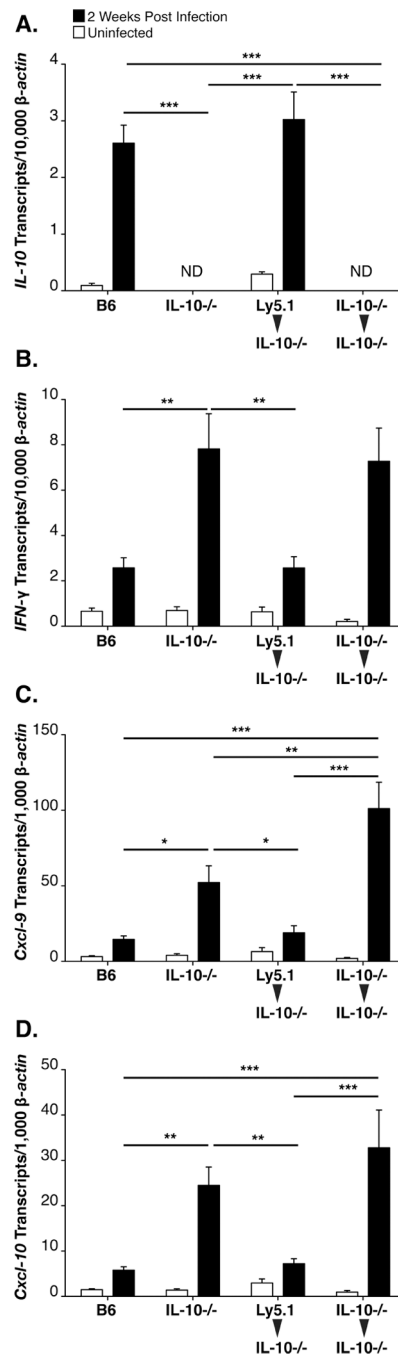 2 Weeks Post Infection
Uninfected
A.
IL-10 Transcripts/10,000 β-actin
4
3
2
1
0
***
***
***
***
ND
ND
B6
IL-10-/-
Ly5.1
IL-10-/-
IL-10-/-
IL-10-/-
B.
IFN-γ Transcripts/10,000 β-actin
10
8
6
4
2
0
**
**
B6
IL-10-/-
Ly5.1
IL-10-/-
IL-10-/-
IL-10-/-
C.
Cxcl-9 Transcripts/1,000 β-actin
150
100
50
0
***
**
***
*
*
B6
IL-10-/-
Ly5.1
IL-10-/-
IL-10-/-
IL-10-/-
D.
Cxcl-10 Transcripts/1,000 β-actin
50
40
30
20
10
0
***
***
**
**
B6
IL-10-/-
Ly5.1
IL-10-/-
IL-10-/-
IL-10-/-